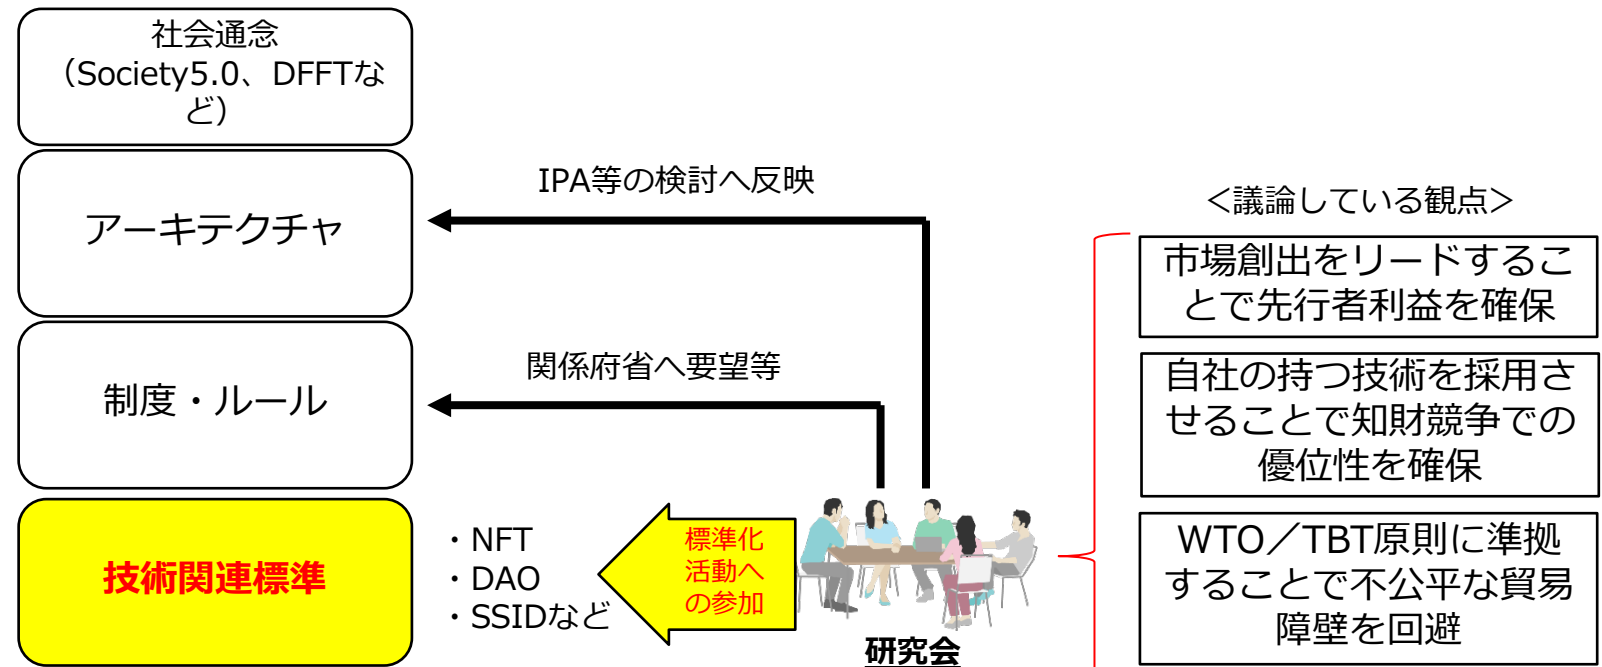 社会通念
（Society5.0、DFFTな
ど）
アーキテクチャ
制度・ルール
技術関連標準
IPA等の検討へ反映
関係府省へ要望等
・NFT
・DAO
・SSIDなど
標準化
活動へ
の参加
研究会
＜議論している観点＞
市場創出をリードするこ
とで先行者利益を確保
自社の持つ技術を採用さ
せることで知財競争での
優位性を確保
WTO／TBT原則に準拠
することで不公平な貿易
障壁を回避